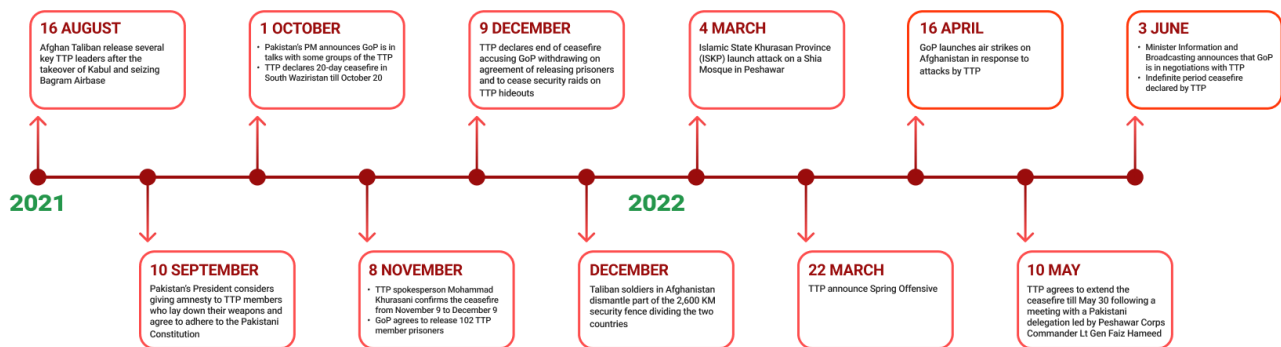 16 AUGUST
Afghan Taliban release several
key TTP leaders after the
takeover of Kabul and seizing
Bagram Airbase
1 OCTOBER
• Pakistan's PM announces GoP is in
talks with some groups of the TTP
• TTP declares 20-day ceasefire in
South Waziristan till October 20
9 DECEMBER
TTP declares end of ceasefire
accusing GoP withdrawing on
agreement of releasing prisoners
and to cease security raids on
TTP hideouts
4 MARCH
Islamic State Khurasan Province
(ISKP) launch attack on a Shia
Mosque in Peshawar
16 APRIL
GoP launches air strikes on
Afghanistan in response to
attacks by TTP
3 JUNE
• Minister Information and
Broadcasting announces that GoP
is in negotiations with TTP
• Indefinite period ceasefire
declared by TTP
2021
2022
10 SEPTEMBER
Pakistan's President considers
giving amnesty to TTP members
who lay down their weapons and
agree to adhere to the Pakistani
Constitution
8 NOVEMBER
• TTP spokesperson Mohammad
Khurasani confirms the ceasefire
from November 9 to December 9
• GoP agrees to release 102 TTP
member prisoners
DECEMBER
Taliban soldiers in Afghanistan
dismantle part of the 2,600 KM
security fence dividing the two
countries
22 MARCH
TTP announce Spring Offensive
10 MAY
TTP agrees to extend the
ceasefire till May 30 following a
meeting with a Pakistani
delegation led by Peshawar Corps
Commander Lt Gen Faiz Hameed